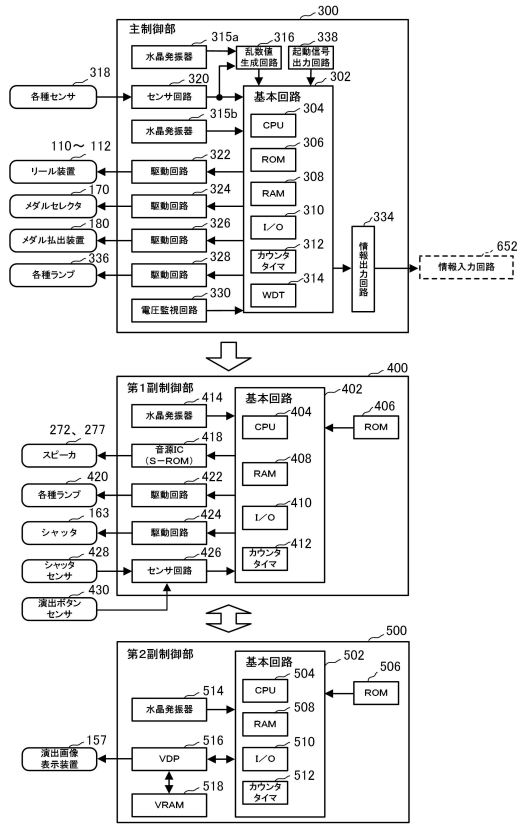 300
主制御部
315a
水晶発振器
316
乱数値
生成回路
338
起動信号
出力回路
318
各種センサ
320
センサ回路
302
基本回路
304
CPU
315b
水晶発振器
306
ROM
110～ 112
リール装置
322
駆動回路
308
RAM
170
メダルセレクタ
324
駆動回路
310
I/O
334
情報出力回路
652
情報入力回路
180
メダル払出装置
326
駆動回路
312
カウンタ
タイマ
336
各種ランプ
328
駆動回路
314
WDT
330
電圧監視回路
400
第1副制御部
402
基本回路
414
水晶発振器
404
CPU
406
ROM
272、277
スピーカ
418
音源IC
(S－ROM)
408
RAM
420
各種ランプ
422
駆動回路
410
I/O
163
シャッタ
424
駆動回路
412
カウンタ
タイマ
428
シャッタ
センサ
426
センサ回路
430
演出ボタン
センサ
500
第2副制御部
502
基本回路
504
CPU
506
ROM
514
水晶発振器
508
RAM
157
演出画像
表示装置
516
VDP
510
I/O
518
VRAM
512
カウンタ
タイマ